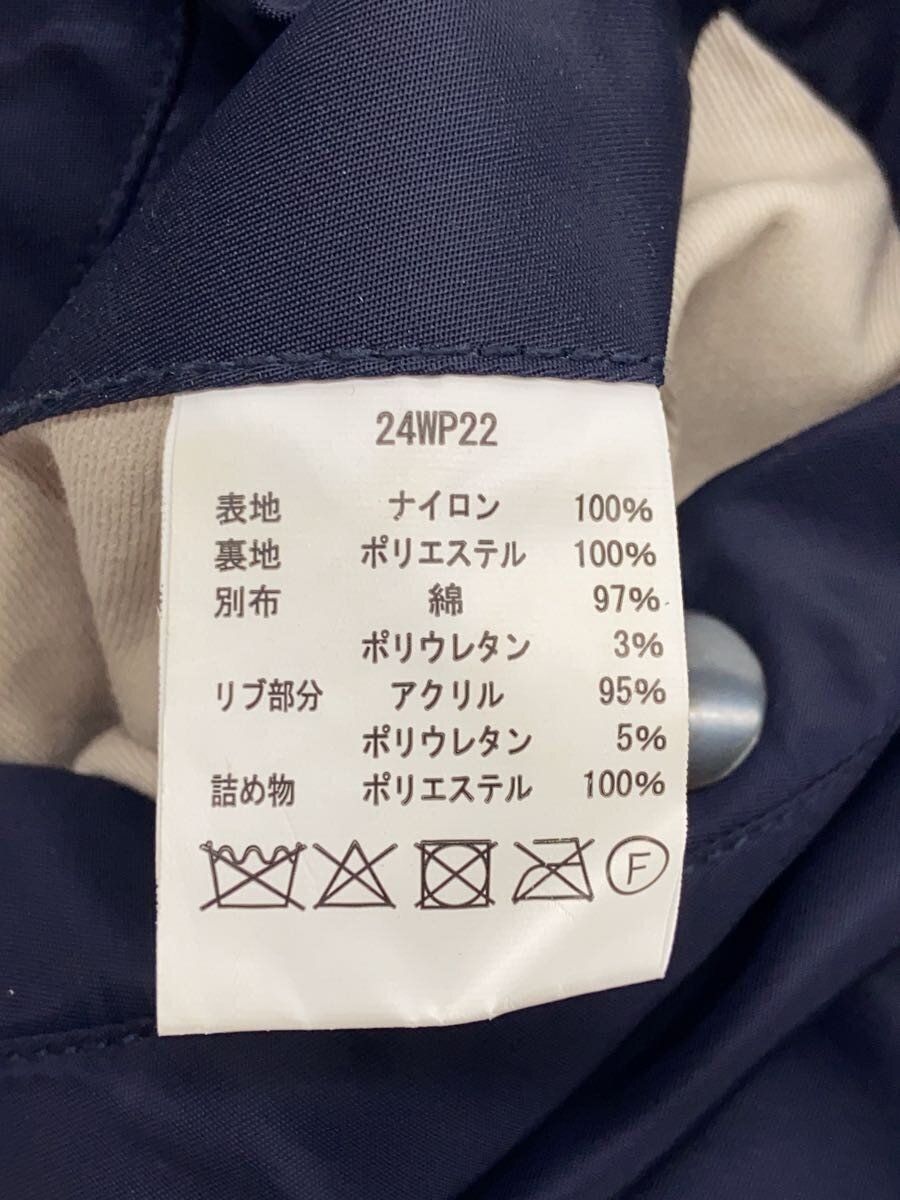 24WP22
表地 ナイロン 100%
裏地 ポリエステル 100%
別布 綿 97%
ポリウレタン 3%
リブ部分 アクリル 95%
ポリウレタン 5%
詰め物 ポリエステル 100%
F